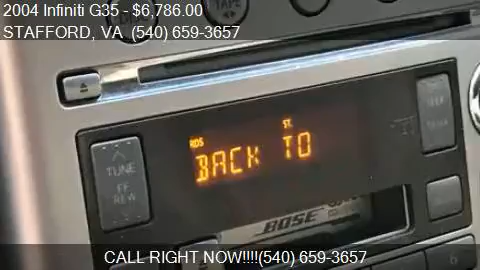 2004 Infiniti G35 - $6,786.00
STAFFORD, VA (540) 659-3657
RDS
ST
BACK TO
TUNE
FF
REW
BOSE
6
CALL RIGHT NOW!!!!(540) 659-3657